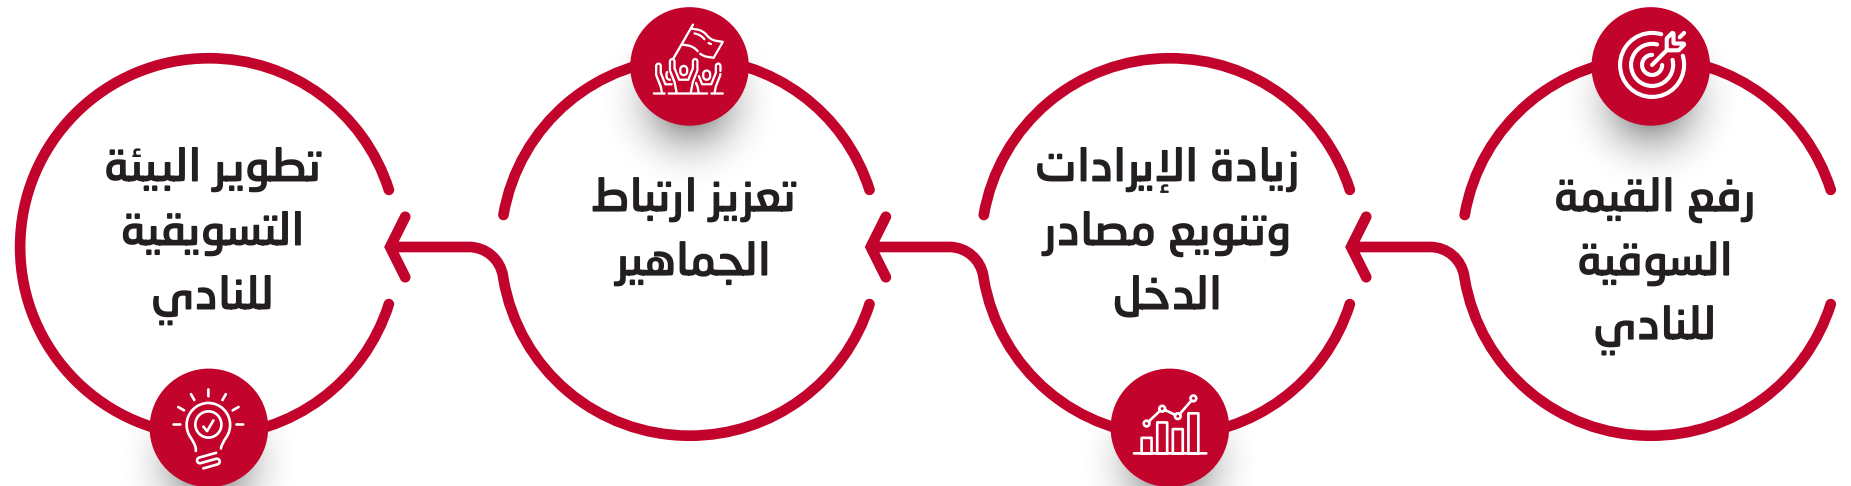 رفع القيمة
السوقية
للنادي
زيادة الإيرادات
وتنويع مصادر
الدخل
تعزيز ارتباط
الجماهير
تطوير البيئة
التسويقية
للنادي